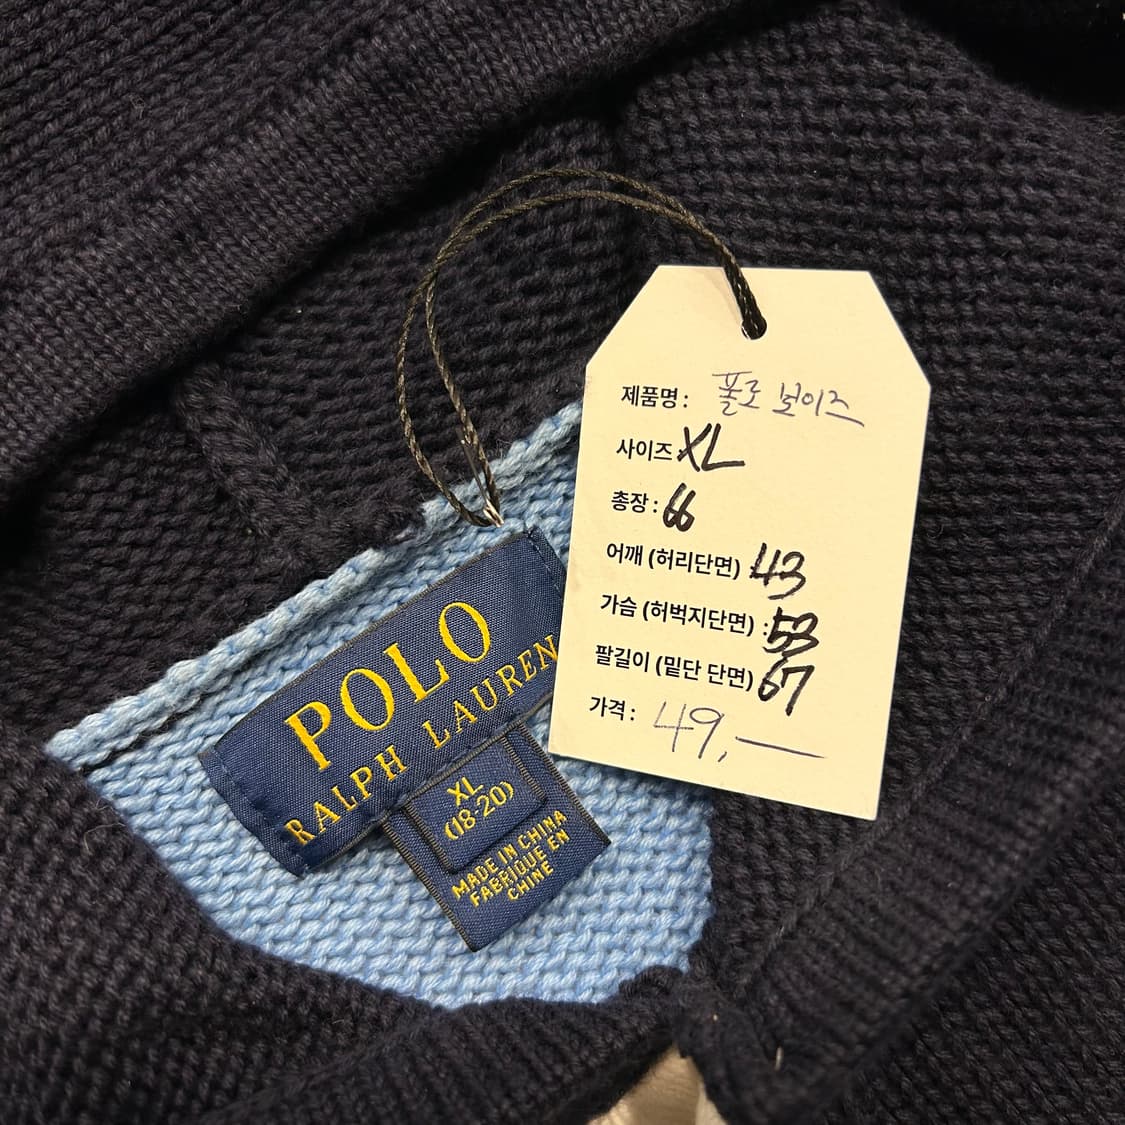 제품명 : 폴로 보이즈
사이즈 XL
총장 : 66
어깨 (허리단면) 43
가슴 (허벅지단면) : 53
팔길이 (밑단 단면) 67
가격 : 49,—
POLO
RALPH LAUREN
XL
(18-20)
MADE IN CHINA
FABRIQUE EN
CHINE